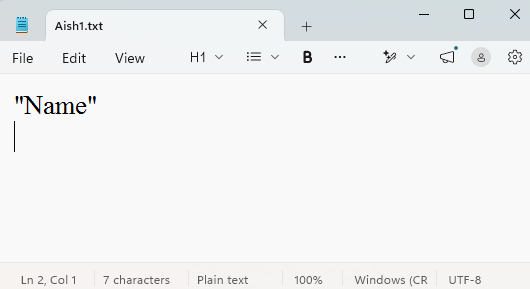 Aish1.txt
File Edit View H1 B ...
"Name"
Ln 2, Col 1 7 characters Plain text 100% Windows (CR UTF-8